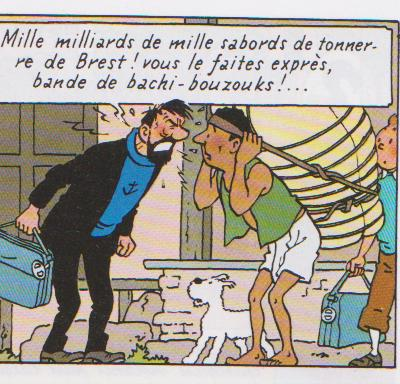 Mille milliards de mille sabords de tonner-
re de Brest! vous le faites exprès,
bande de bachi-bouzouks!...